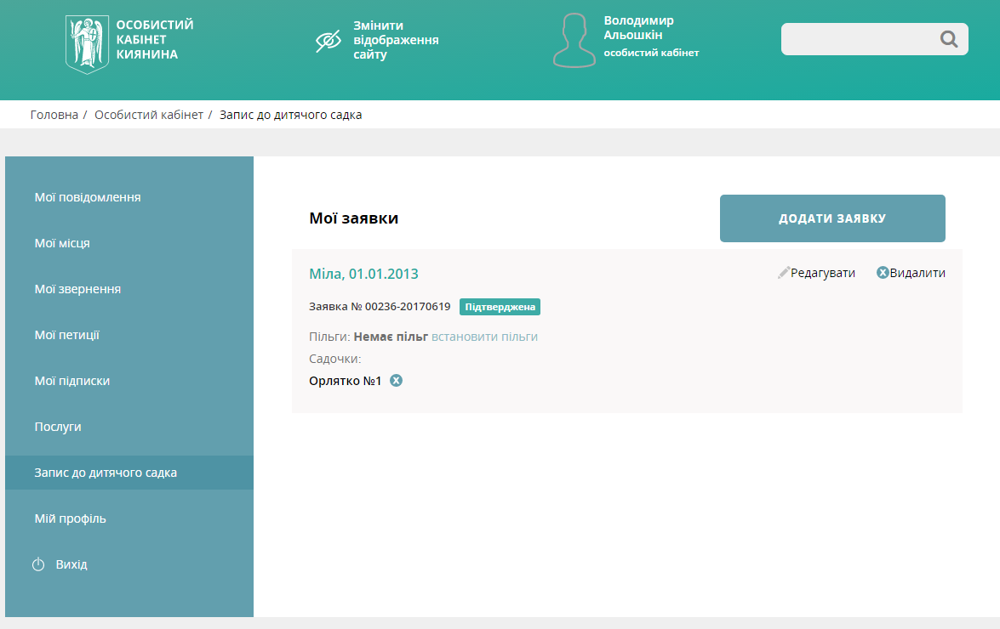 ОСОБИСТИЙ
КАБІНЕТ
КИЯНИНА
Змінити
відображення
сайту
Володимир
Альошкін
особистий кабінет
Головна / Особистий кабінет / Запис до дитячого садка
Мої повідомлення
Мої місця
Мої звернення
Мої петиції
Мої підписки
Послуги
Запис до дитячого садка
Мій профіль
Вихід
Мої заявки
ДОДАТИ ЗАЯВКУ
Міла, 01.01.2013
Редагувати
Видалити
Заявка № 00236-20170619 Підтверджена
Пільги: Немає пільг встановити пільги
Садочки:
Орлятко №1